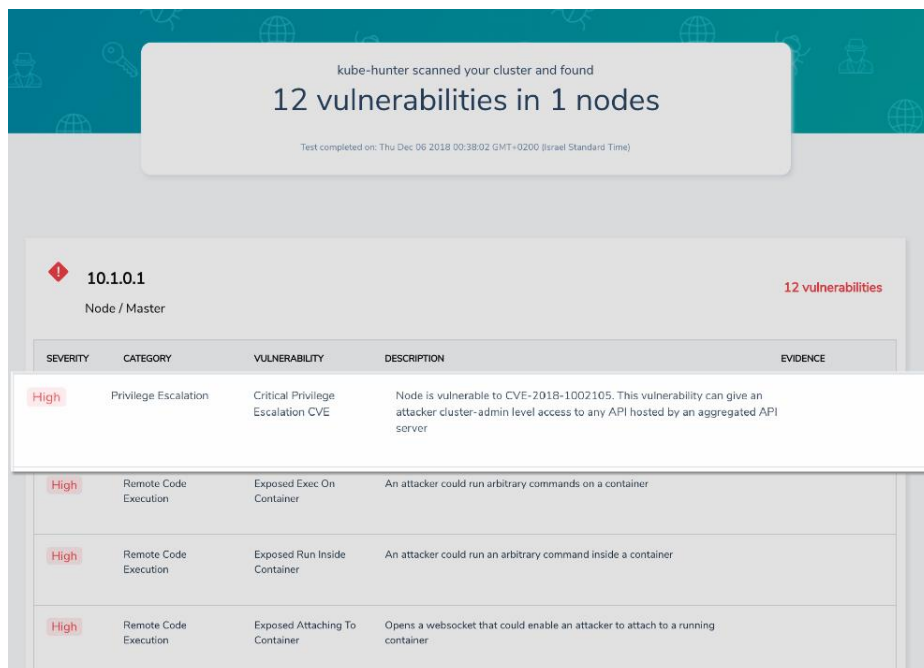 kube-hunter scanned your cluster and found
12 vulnerabilities in 1 nodes
Test completed on: Thu Dec 06 2018 00:38:02 GMT+0200 (Israel Standard Time)
10.1.0.1
12 vulnerabilities
Node / Master
SEVERITY CATEGORY VULNERABILITY DESCRIPTION EVIDENCE
High Privilege Escalation Critical Privilege Node is vulnerable to CVE-2018-1002105. This vulnerability can give an
Escalation CVE attacker cluster-admin level access to any API hosted by an aggregated API
server
High Remote Code Exposed Exec On An attacker could run arbitrary commands on a container
Execution Container
High Remote Code Exposed Run Inside An attacker could run an arbitrary command inside a container
Execution Container
High Remote Code Exposed Attaching To Opens a websocket that could enable an attacker to attach to a running
Execution Container container